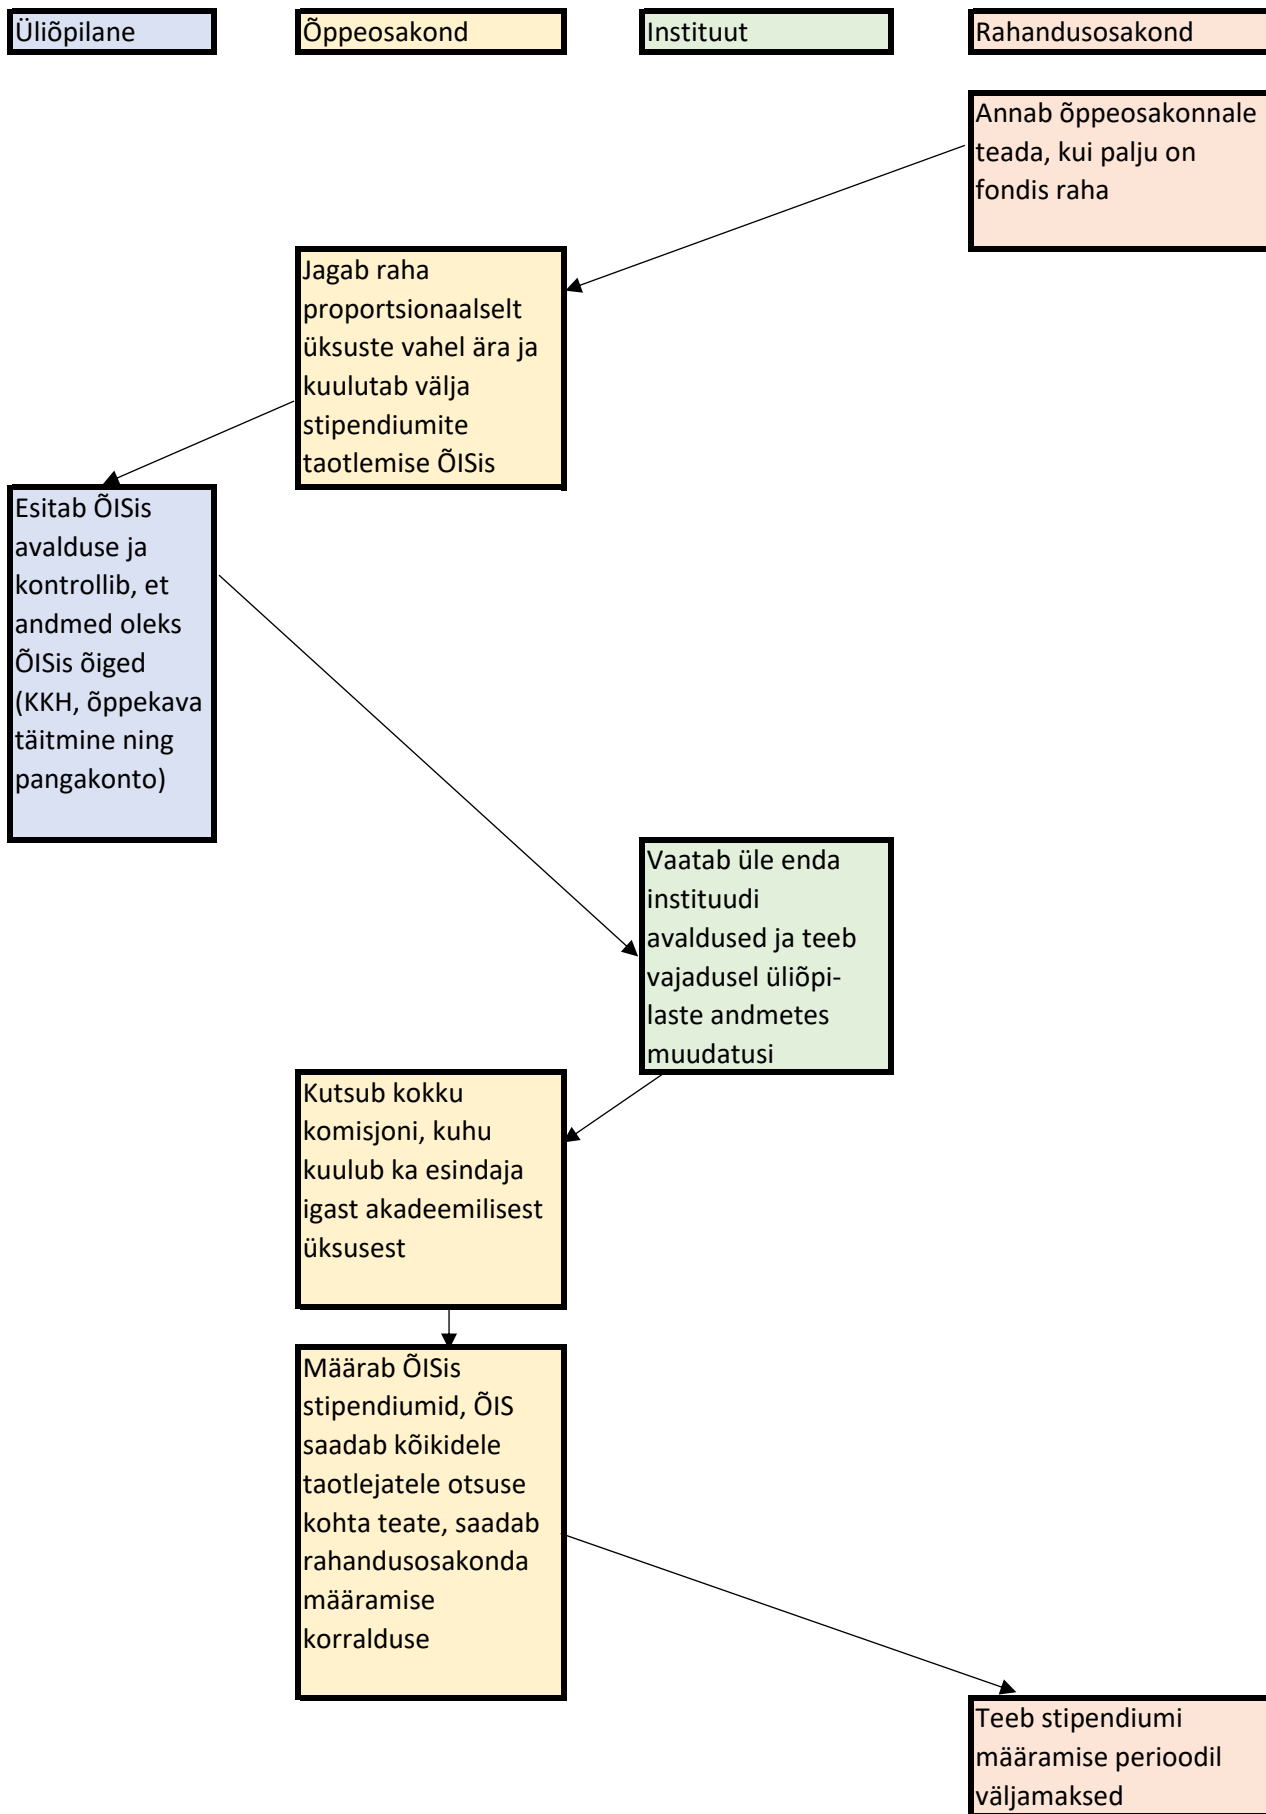 Üliõpilane
Õppeosakond
Instituut
Rahandusosakond
Annab õppeosakonnale
teada, kui palju on
fondis raha
Jagab raha
proportsionaalselt
üksuste vahel ära ja
kuulutab välja
stipendiumite
taotlemise ÕISis
Esitab ÕISis
avalduse ja
kontrollib, et
andmed oleks
ÕISis õiged
(KKH, õppekava
täitmine ning
pangakonto)
Vaatab üle enda
instituudi
avaldused ja teeb
vajadusel üliõpi-
laste andmetes
muudatusi
Kutsub kokku
komisjoni, kuhu
kuulub ka esindaja
igast akadeemilisest
üksusest
Määrab ÕISis
stipendiumid, ÕIS
saadab kõikidele
taotlejatele otsuse
kohta teate, saadab
rahandusosakonda
määramise
korralduse
Teeb stipendiumi
määramise perioodil
väljamaksed